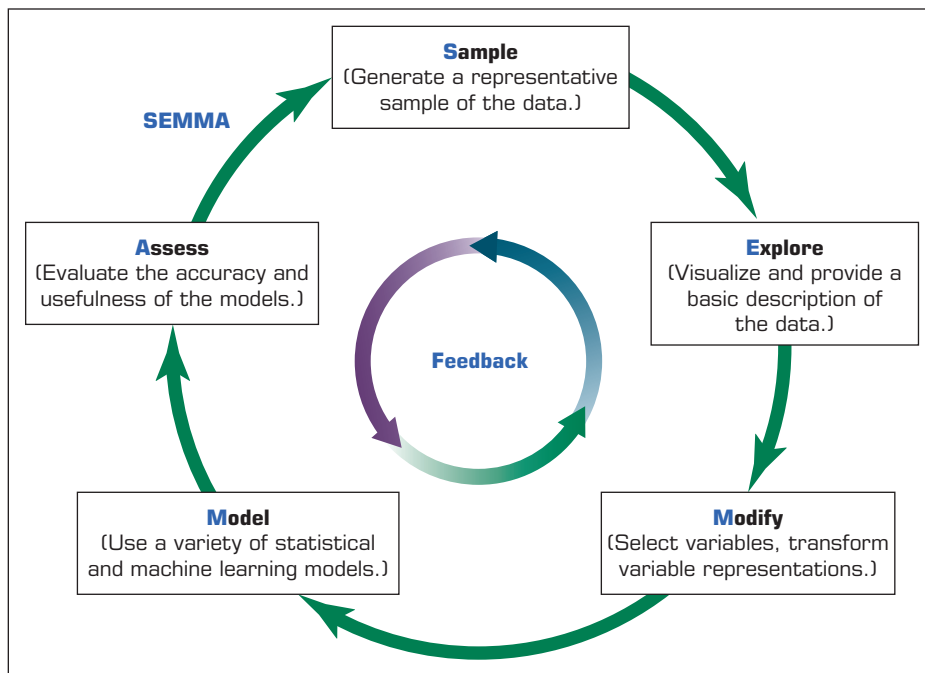 Sample
(Generate a representative
sample of the data.)
SEMMA
Explore
(Visualize and provide a
basic description of
the data.)
Assess
(Evaluate the accuracy and
usefulness of the models.)
Feedback
Modify
(Select variables, transform
variable representations.)
Model
(Use a variety of statistical
and machine learning models.)